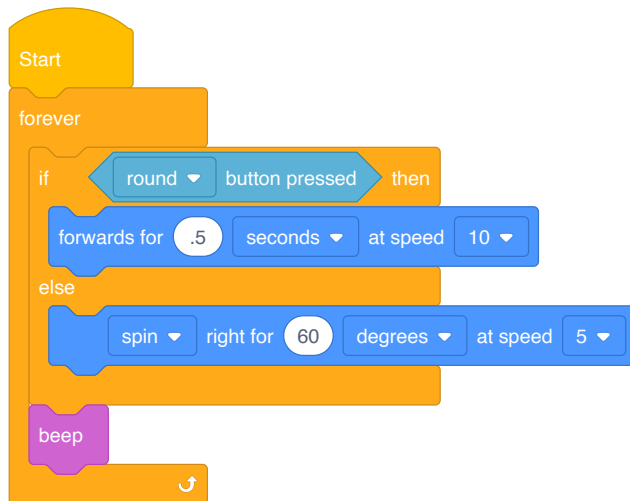 Start
forever
if round button pressed then
forwards for .5 seconds at speed 10
else
spin right for 60 degrees at speed 5
beep